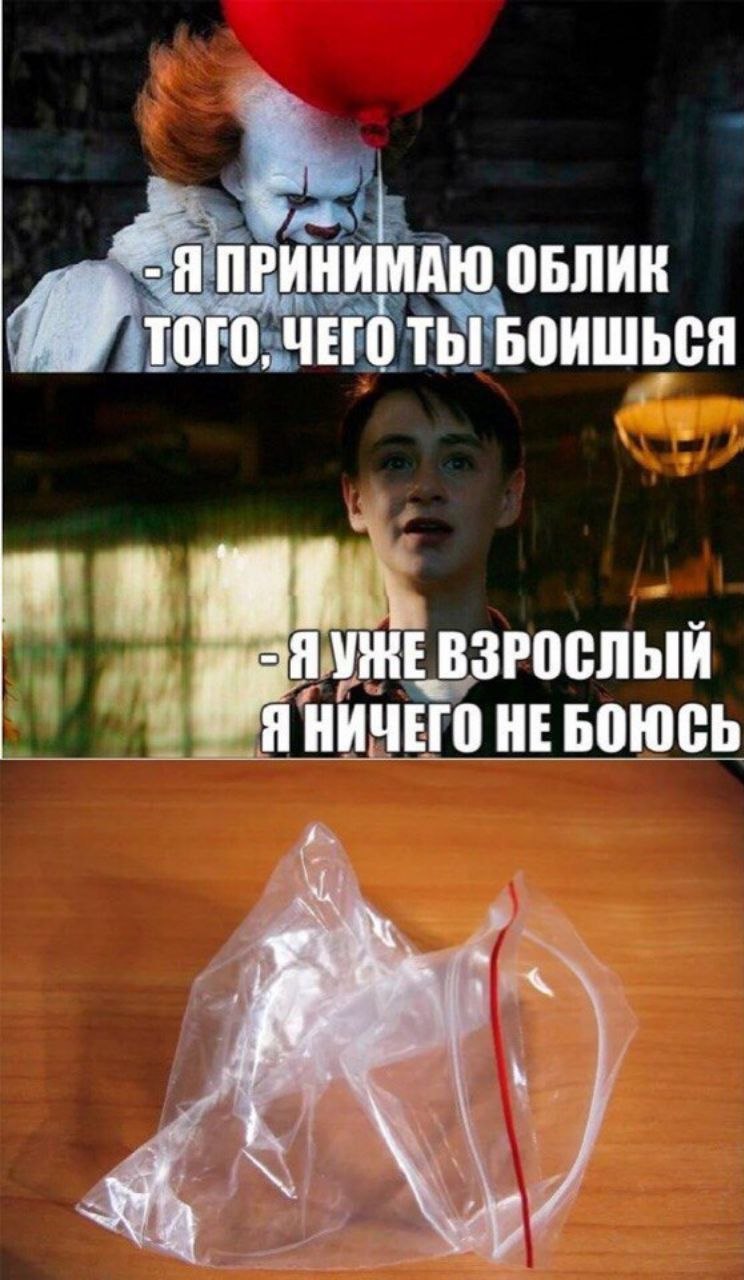 - Я ПРИНИМАЮ ОБЛИК
ТОГО, ЧЕГО ТЫ БОИШЬСЯ
- Я УЖЕ ВЗРОСЛЫЙ
Я НИЧЕГО НЕ БОЮСЬ